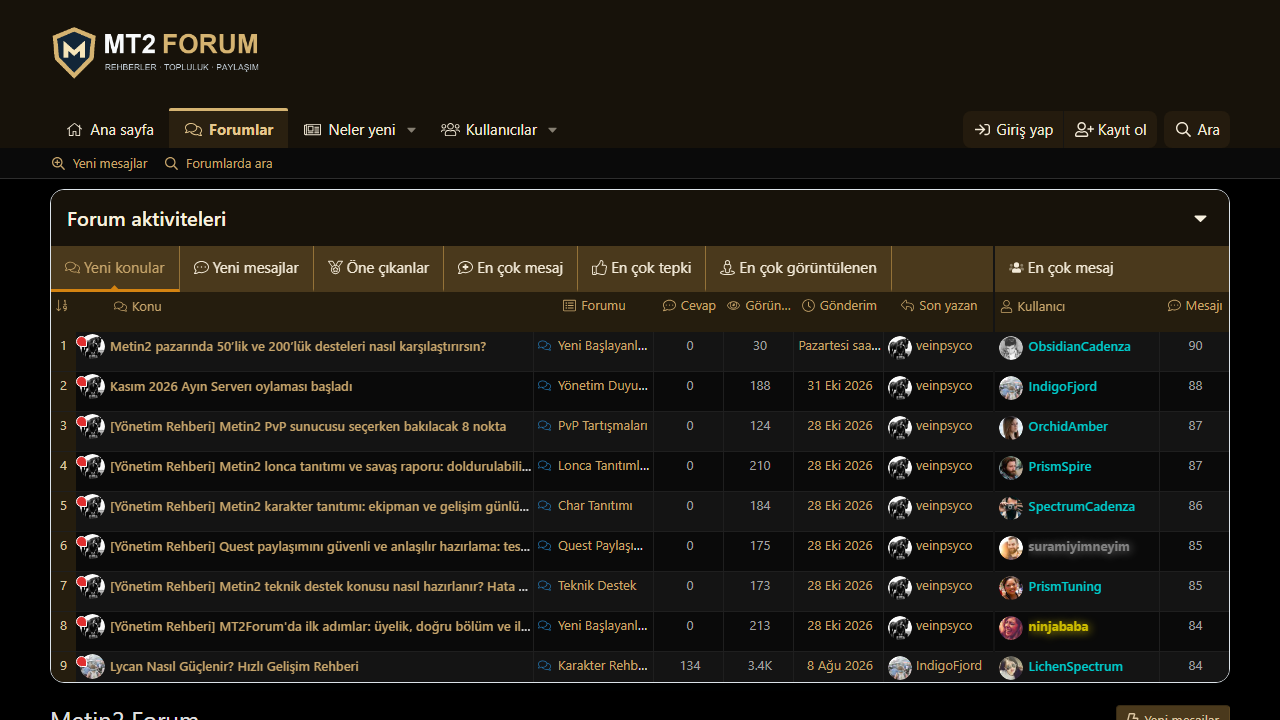 MT2 FORUM
REHBERLER · TOPLULUK · PAYLAŞIM
Ana sayfa Forumlar Neler yeni Kullanıcılar Giriş yap Kayıt ol Ara
Yeni mesajlar Forumlarda ara
Forum aktiviteleri
Yeni konular Yeni mesajlar Öne çıkanlar En çok mesaj En çok tepki En çok görüntülenen En çok mesaj
Konu Forumu Cevap Görün... Gönderim Son yazan Kullanıcı Mesajı
1 Metin2 pazarında 50'lik ve 200'lük desteleri nasıl karşılaştırırsın? Yeni Başlayanl... 0 30 Pazartesi saa... veinpsyco ObsidianCadenza 90
2 Kasım 2026 Ayın Serverı oylaması başladı Yönetim Duyu... 0 188 31 Eki 2026 veinpsyco IndigoFjord 88
3 [Yönetim Rehberi] Metin2 PvP sunucusu seçerken bakılacak 8 nokta PvP Tartışmaları 0 124 28 Eki 2026 veinpsyco OrchidAmber 87
4 [Yönetim Rehberi] Metin2 lonca tanıtımı ve savaş raporu: doldurulabili... Lonca Tanıtıml... 0 210 28 Eki 2026 veinpsyco PrismSpire 87
5 [Yönetim Rehberi] Metin2 karakter tanıtımı: ekipman ve gelişim günlü... Char Tanıtımı 0 184 28 Eki 2026 veinpsyco SpectrumCadenza 86
6 [Yönetim Rehberi] Quest paylaşımını güvenli ve anlaşılır hazırlama: tes... Quest Paylaşı... 0 175 28 Eki 2026 veinpsyco suramiyimneyim 85
7 [Yönetim Rehberi] Metin2 teknik destek konusu nasıl hazırlanır? Hata ... Teknik Destek 0 173 28 Eki 2026 veinpsyco PrismTuning 85
8 [Yönetim Rehberi] MT2Forum'da ilk adımlar: üyelik, doğru bölüm ve il... Yeni Başlayanl... 0 213 28 Eki 2026 veinpsyco ninjababa 84
9 Lycan Nasıl Güçlenir? Hızlı Gelişim Rehberi Karakter Rehb... 134 3.4K 8 Ağu 2026 IndigoFjord LichenSpectrum 84
Metin2 Forum Yeni mesajlar